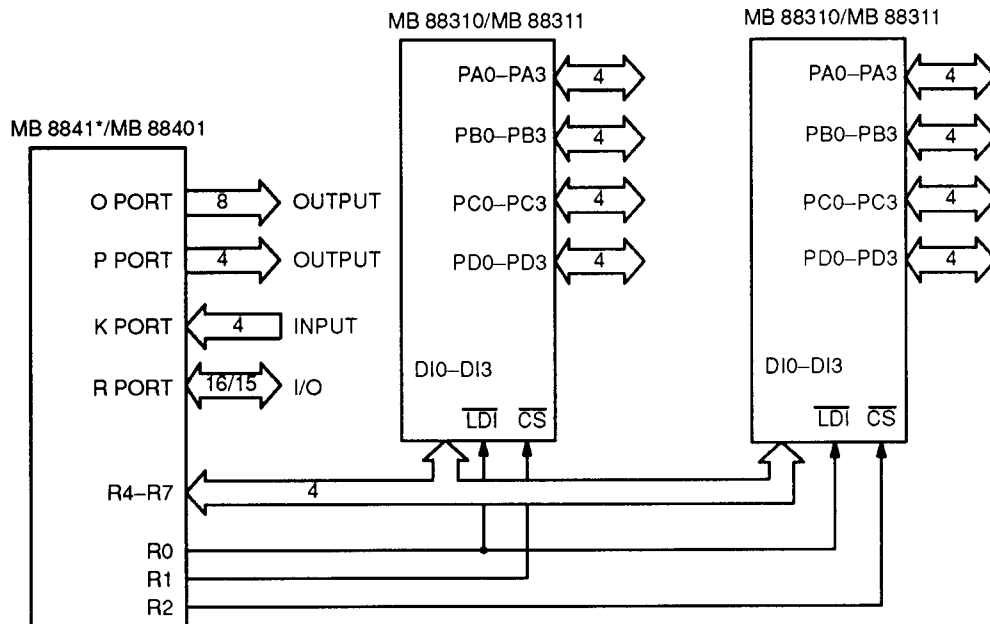 MB 88310/MB 88311
MB 88310/MB 88311
PA0–PA3 4
PA0–PA3 4
PB0–PB3 4
PB0–PB3 4
MB 8841*/MB 88401
O PORT 8 OUTPUT
PC0–PC3 4
PC0–PC3 4
P PORT 4 OUTPUT
PD0–PD3 4
PD0–PD3 4
K PORT 4 INPUT
R PORT 16/15 I/O
DI0–DI3
DI0–DI3
LDI CS
LDI CS
R4–R7 4
R0
R1
R2